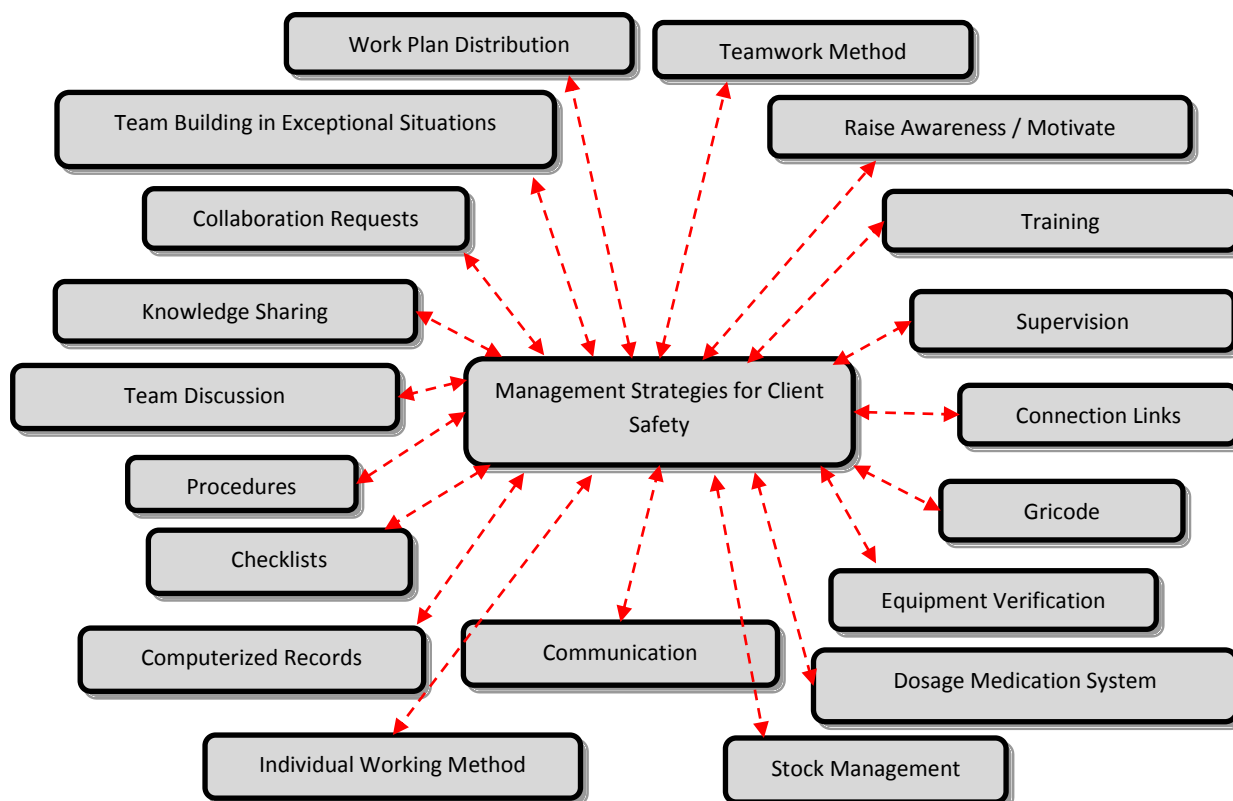 Work Plan Distribution
Teamwork Method
Team Building in Exceptional Situations
Raise Awareness / Motivate
Collaboration Requests
Training
Knowledge Sharing
Supervision
Team Discussion
Management Strategies for Client
Safety
Connection Links
Procedures
Gricode
Checklists
Equipment Verification
Computerized Records
Communication
Dosage Medication System
Individual Working Method
Stock Management